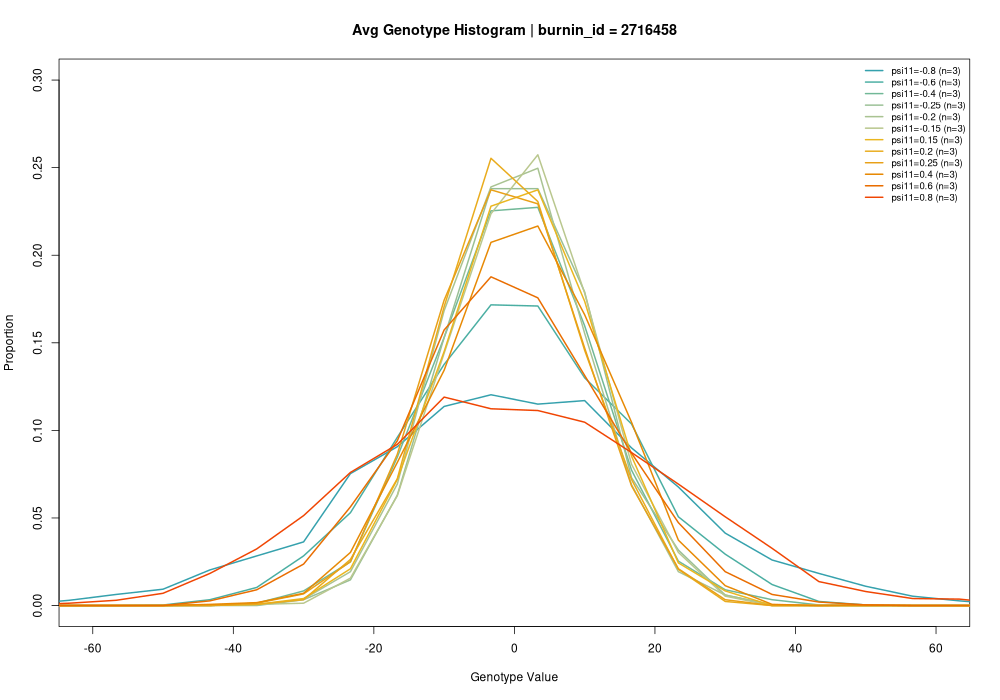 Avg Genotype Histogram | burnin_id = 2716458
psi11=-0.8 (n=3)
psi11=-0.6 (n=3)
psi11=-0.4 (n=3)
psi11=-0.25 (n=3)
psi11=-0.2 (n=3)
psi11=-0.15 (n=3)
psi11=0.15 (n=3)
psi11=0.2 (n=3)
psi11=0.25 (n=3)
psi11=0.4 (n=3)
psi11=0.6 (n=3)
psi11=0.8 (n=3)
Proportion
0.30
0.25
0.20
0.15
0.10
0.05
0.00
-60 -40 -20 0 20 40 60
Genotype Value